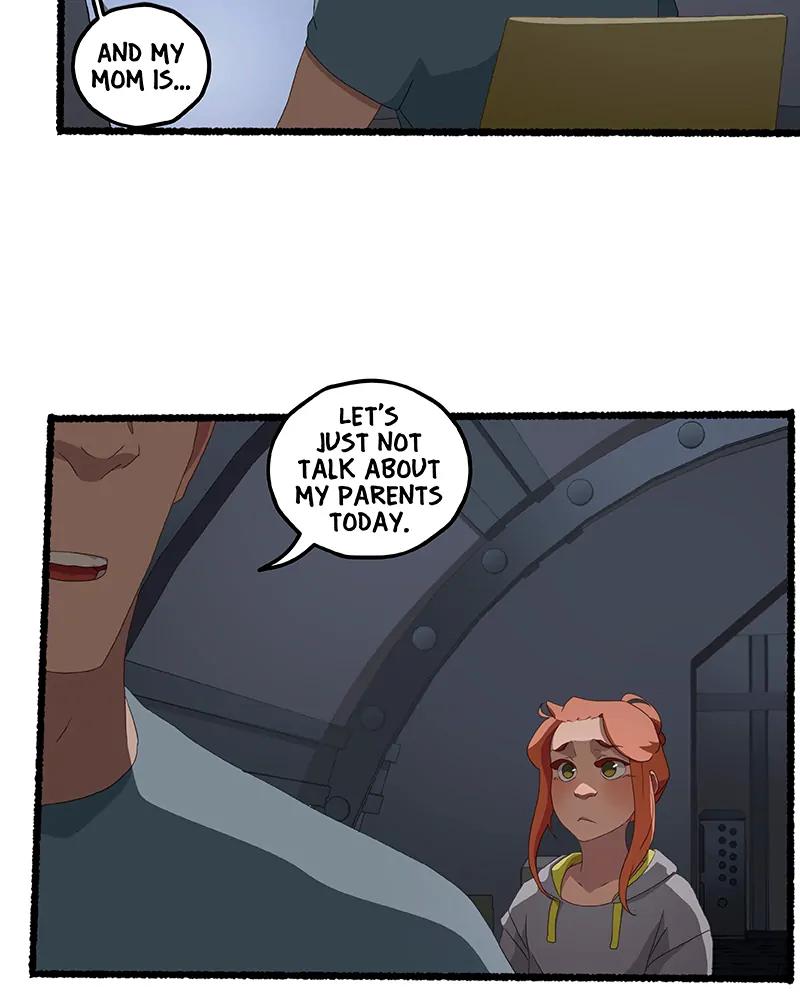 AND MY
MOM IS...
LET'S
JUST NOT
TALK ABOUT
MY PARENTS
TODAY.